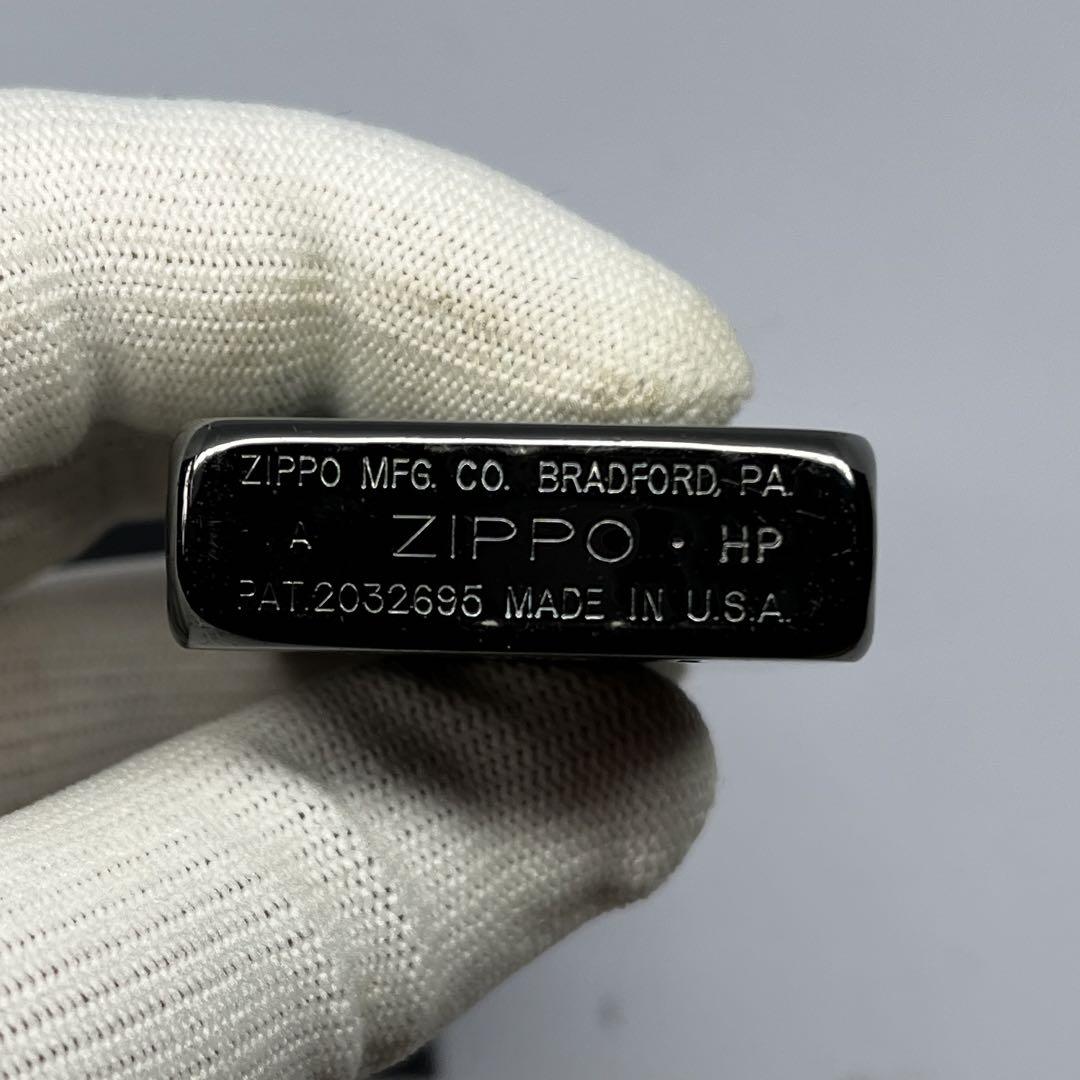 ZIPPO MFG. CO. BRADFORD, PA.
A ZIPPO · HP
PAT. 2032695 MADE IN U.S.A.